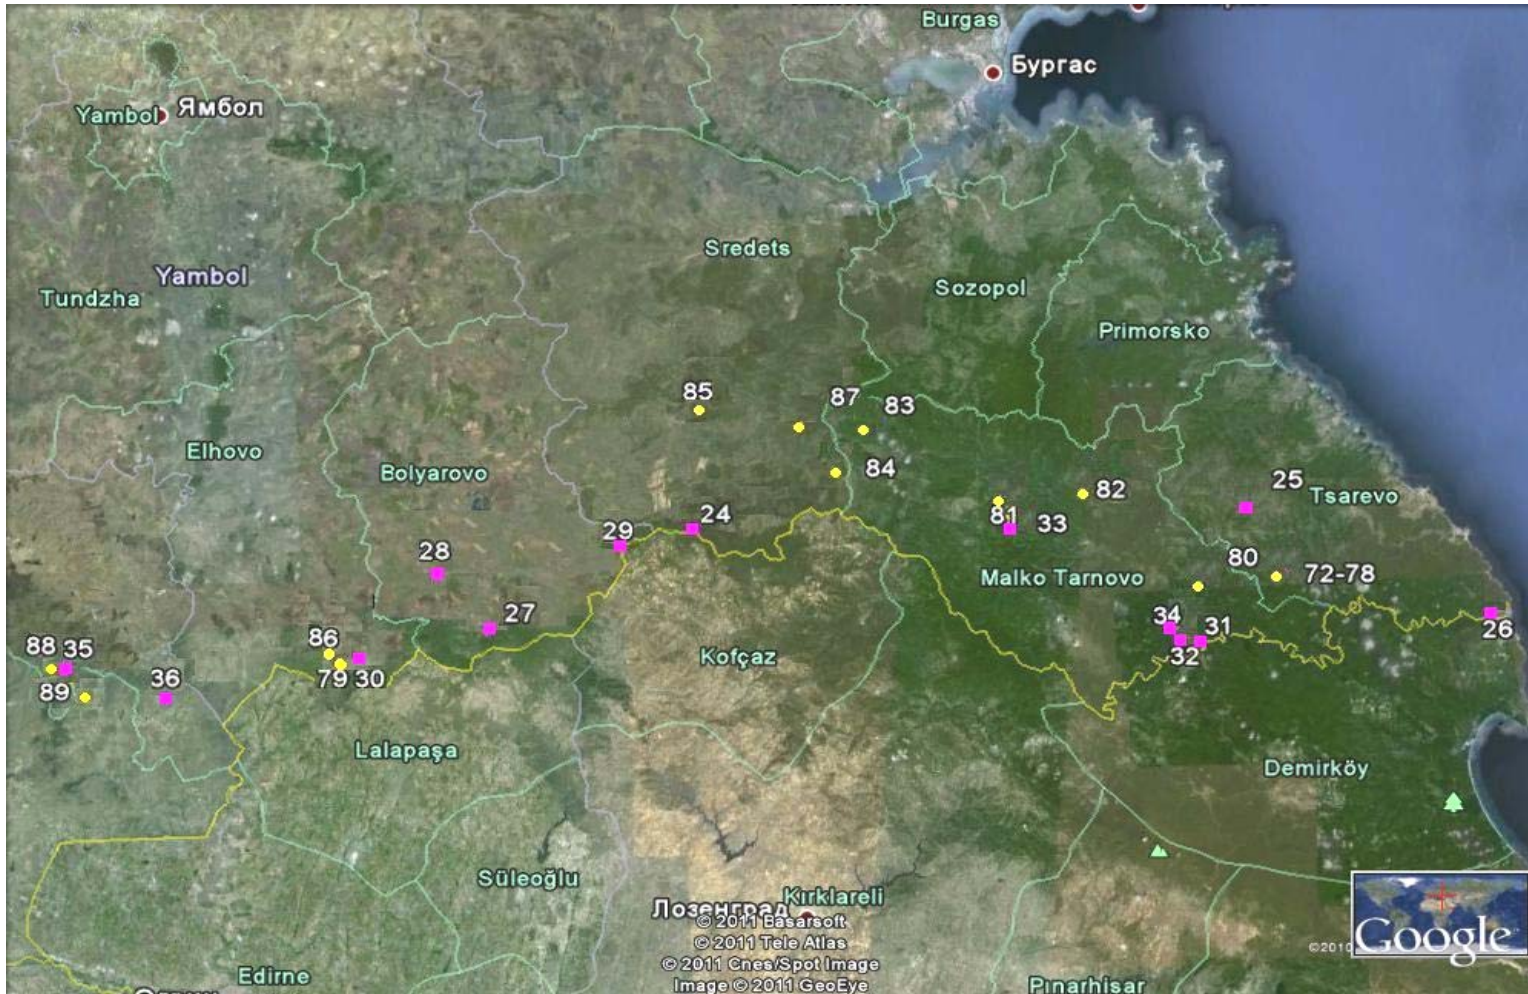 Burgas
Бургас
Yambol
Ямбол
Sredets
Yambol
Tundzha
Sozopol
Primorsko
85
87
83
Elhovo
Bolyarovo
84
82
25
Tsarevo
81
33
24
29
28
80
72-78
Malko Tarnovo
27
34
31
26
32
86
88
35
Kofçaz
89
36
79
30
Lalapaşa
Demirköy
Süleoğlu
Kırklareli
Лозенград
© 2011 Basarsoft
© 2011 Tele Atlas
© 2011 Cnes/Spot Image
Image © 2011 GeoEye
©2010
Google
Edirne
Pınarhisar